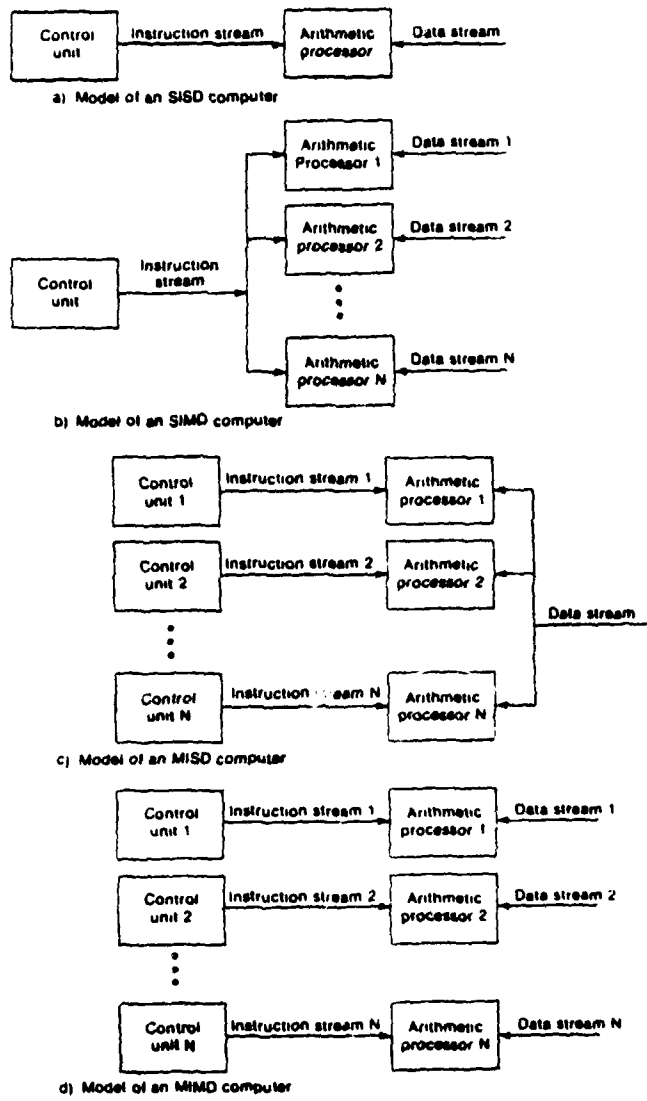 Control
unit
Instruction stream
Arithmetic
processor
Data stream
a) Model of an SISD computer
Control
unit
Instruction
stream
Arithmetic
Processor 1
Data stream 1
Arithmetic
processor 2
Data stream 2
Arithmetic
processor N
Data stream N
b) Model of an SIMD computer
Control
unit 1
Instruction stream 1
Arithmetic
processor 1
Control
unit 2
Instruction stream 2
Arithmetic
processor 2
Data stream
Control
unit N
Instruction stream N
Arithmetic
processor N
c) Model of an MISD computer
Control
unit 1
Instruction stream 1
Arithmetic
processor 1
Data stream 1
Control
unit 2
Instruction stream 2
Arithmetic
processor 2
Data stream 2
Control
unit N
Instruction stream N
Arithmetic
processor N
Data stream N
d) Model of an MIMD computer